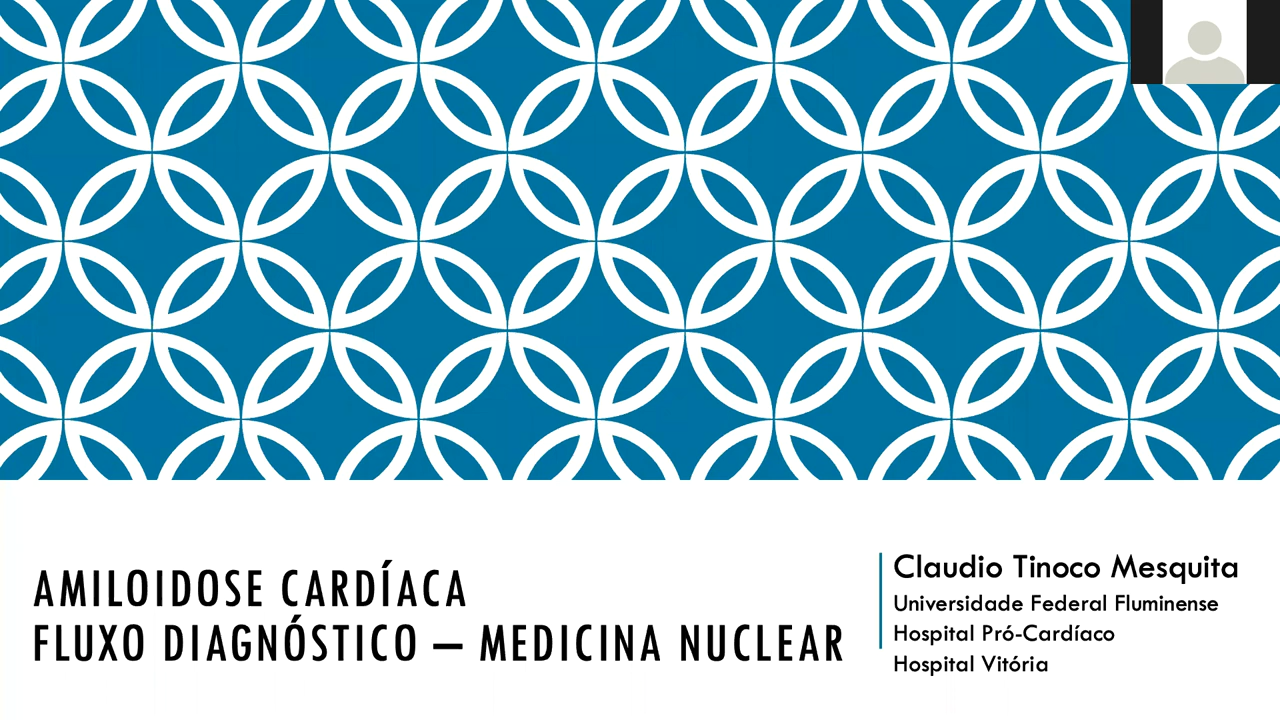 AMILOIDOSE CARDÍACA
FLUXO DIAGNÓSTICO – MEDICINA NUCLEAR
Claudio Tinoco Mesquita
Universidade Federal Fluminense
Hospital Pró-Cardíaco
Hospital Vitória